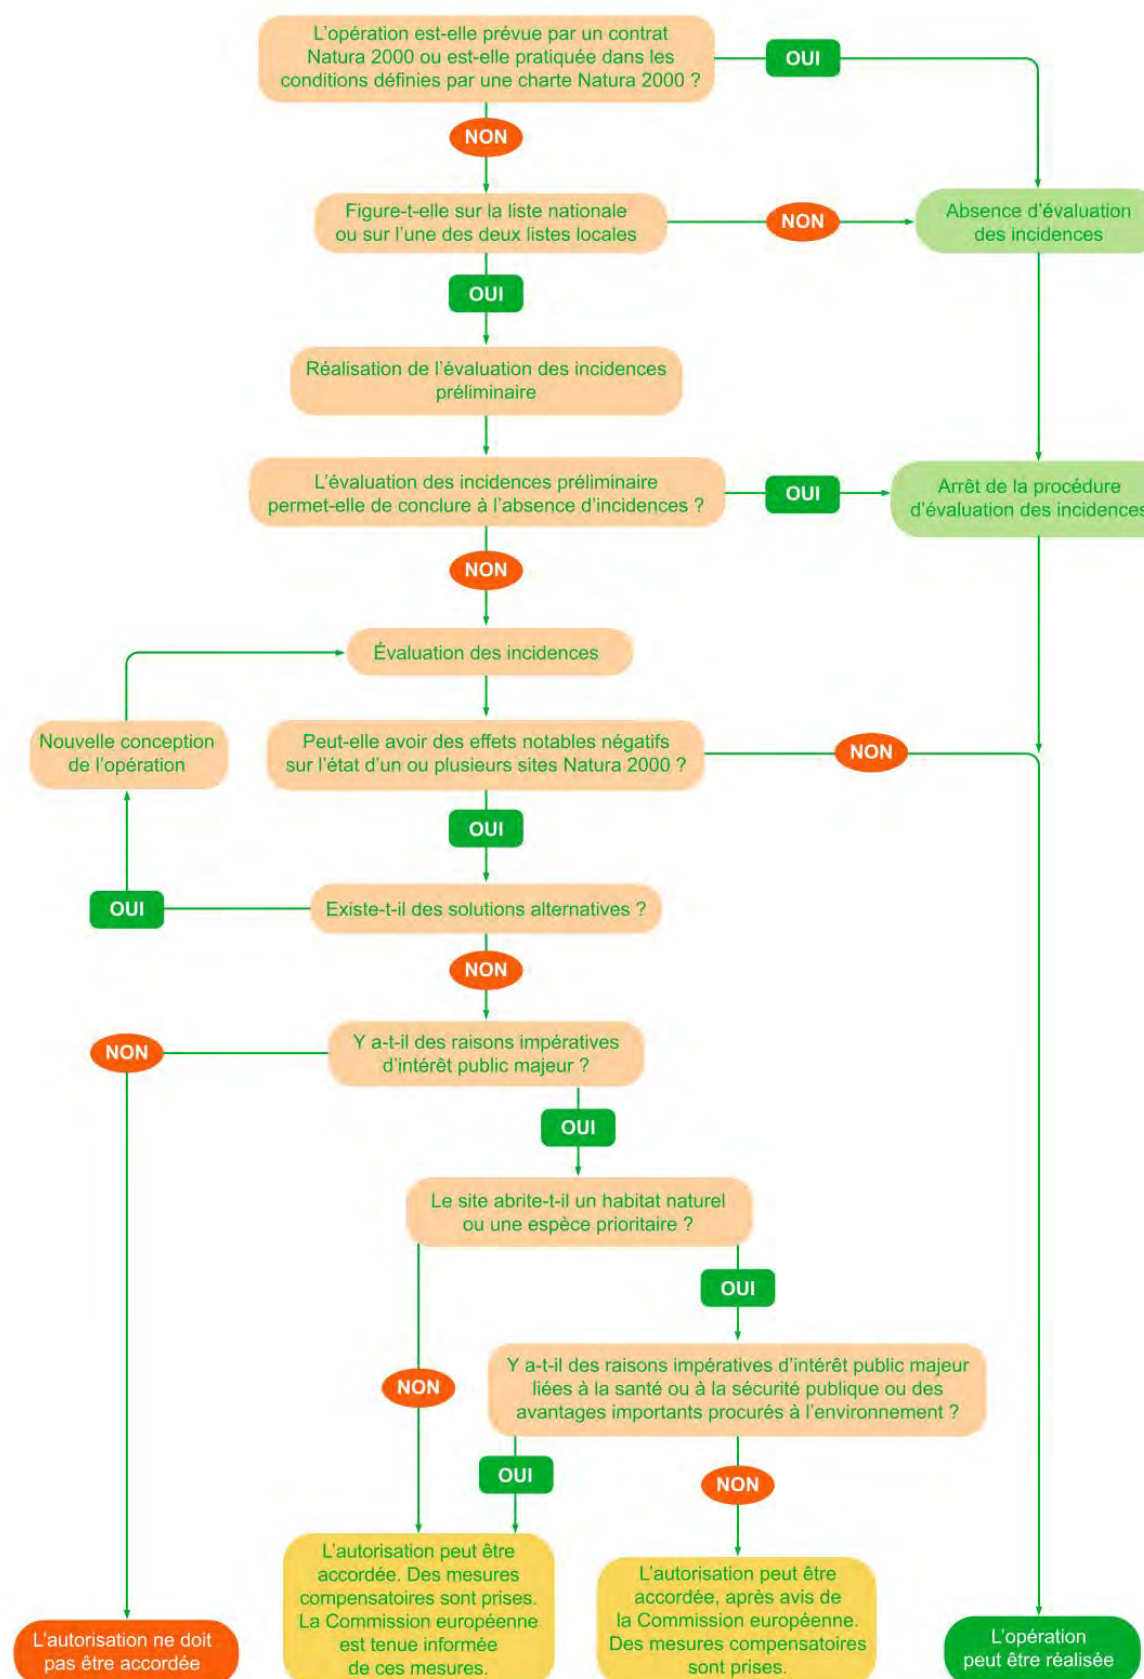 L’opération est-elle prévue par un contrat
Natura 2000 ou est-elle pratiquée dans les
conditions définies par une charte Natura 2000 ?
OUI
NON
Figure-t-elle sur la liste nationale
ou sur l’une des deux listes locales
NON
Absence d’évaluation
des incidences
OUI
Réalisation de l’évaluation des incidences
préliminaire
L’évaluation des incidences préliminaire
permet-elle de conclure à l’absence d’incidences ?
OUI
Arrêt de la procédure
d’évaluation des incidences
NON
Évaluation des incidences
Nouvelle conception
de l’opération
Peut-elle avoir des effets notables négatifs
sur l’état d’un ou plusieurs sites Natura 2000 ?
NON
OUI
OUI
Existe-t-il des solutions alternatives ?
NON
NON
Y a-t-il des raisons impératives
d’intérêt public majeur ?
OUI
Le site abrite-t-il un habitat naturel
ou une espèce prioritaire ?
OUI
NON
Y a-t-il des raisons impératives d’intérêt public majeur
liées à la santé ou à la sécurité publique ou des
avantages importants procurés à l’environnement ?
OUI
NON
L’autorisation ne doit
pas être accordée
L’autorisation peut être
accordée. Des mesures
compensatoires sont prises.
La Commission européenne
est tenue informée
de ces mesures.
L’autorisation peut être
accordée, après avis de
la Commission européenne.
Des mesures compensatoires
sont prises.
L’opération
peut être réalisée